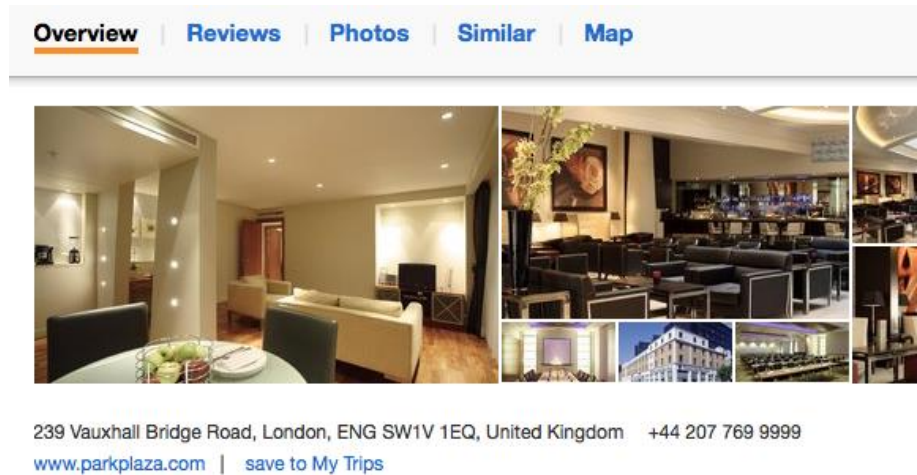 Overview | Reviews | Photos | Similar | Map
239 Vauxhall Bridge Road, London, ENG SW1V 1EQ, United Kingdom +44 207 769 9999
www.parkplaza.com | save to My Trips